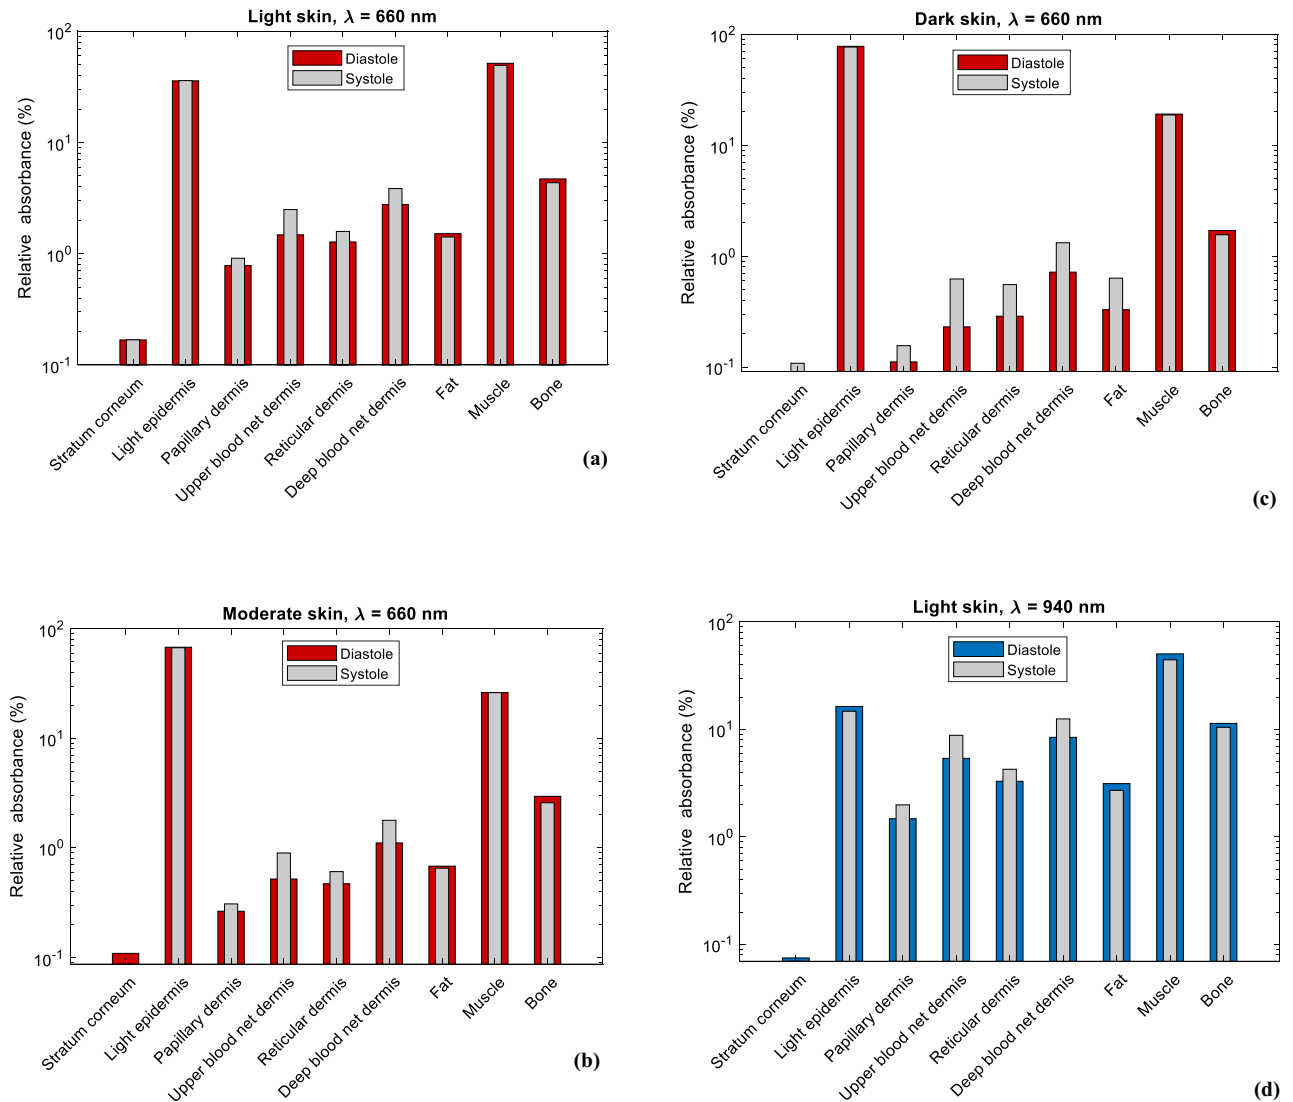 Light skin, λ = 660 nm
Relative absorbance (%)
10^2
10^1
10^0
10^-1
Diastole
Systole
Stratum corneum
Light epidermis
Papillary dermis
Upper blood net dermis
Reticular dermis
Deep blood net dermis
Fat
Muscle
Bone
(a)
Dark skin, λ = 660 nm
Relative absorbance (%)
10^2
10^1
10^0
10^-1
Diastole
Systole
Stratum corneum
Light epidermis
Papillary dermis
Upper blood net dermis
Reticular dermis
Deep blood net dermis
Fat
Muscle
Bone
(c)
Moderate skin, λ = 660 nm
Relative absorbance (%)
10^2
10^1
10^0
10^-1
Diastole
Systole
Stratum corneum
Light epidermis
Papillary dermis
Upper blood net dermis
Reticular dermis
Deep blood net dermis
Fat
Muscle
Bone
(b)
Light skin, λ = 940 nm
Relative absorbance (%)
10^2
10^1
10^0
10^-1
Diastole
Systole
Stratum corneum
Light epidermis
Papillary dermis
Upper blood net dermis
Reticular dermis
Deep blood net dermis
Fat
Muscle
Bone
(d)